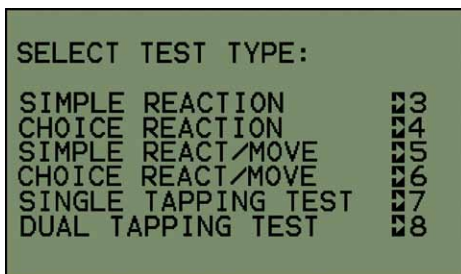 SELECT TEST TYPE:
SIMPLE REACTION 3
CHOICE REACTION 4
SIMPLE REACT/MOVE 5
CHOICE REACT/MOVE 6
SINGLE TAPPING TEST 7
DUAL TAPPING TEST 8